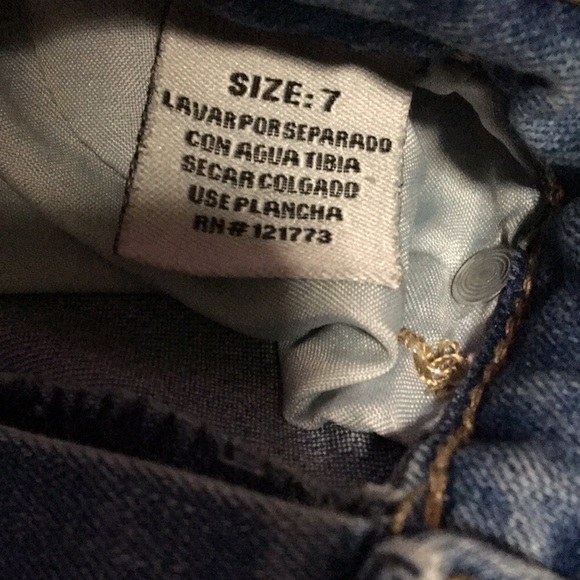 SIZE: 7
LAVAR POR SEPARADO
CON AGUA TIBIA
SECAR COLGADO
USE PLANCHA
RN # 121773